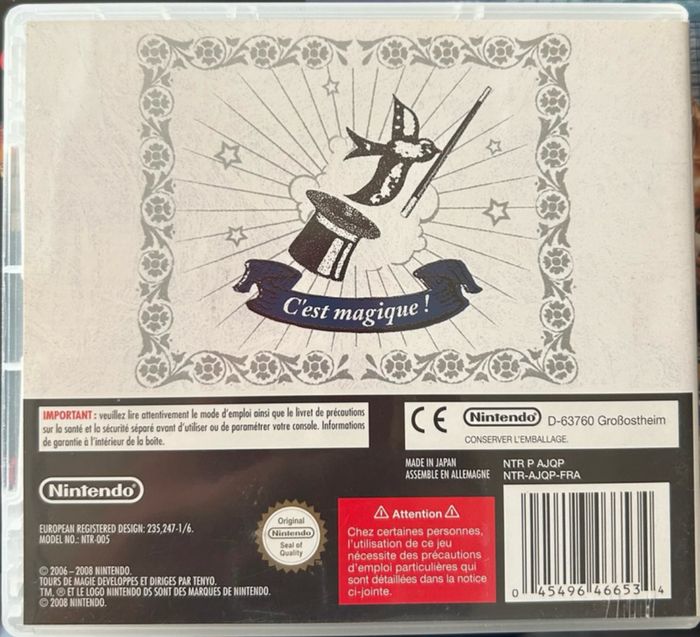 C'est magique !
IMPORTANT : veuillez lire attentivement le mode d'emploi ainsi que le livret de précautions
sur la santé et la sécurité séparé avant d'utiliser ou de paramétrer votre console. Informations
de garantie à l'intérieur de la boîte.
CE Nintendo D-63760 Großostheim
CONSERVER L'EMBALLAGE.
MADE IN JAPAN
ASSEMBLE EN ALLEMAGNE
NTR P AJQP
NTR-AJQP-FRA
Nintendo®
EUROPEAN REGISTERED DESIGN: 235,247-1/6.
MODEL NO.: NTR-005
Original
Nintendo
Seal of
Quality
⚠ Attention ⚠
Chez certaines personnes,
l'utilisation de ce jeu
nécessite des précautions
d'emploi particulières qui
sont détaillées dans la notice
ci-jointe.
© 2006 – 2008 NINTENDO.
TOURS DE MAGIE DEVELOPPES ET DIRIGES PAR TENYO.
TM, ® ET LE LOGO NINTENDO DS SONT DES MARQUES DE NINTENDO.
© 2008 NINTENDO.
0 45496 46653 4